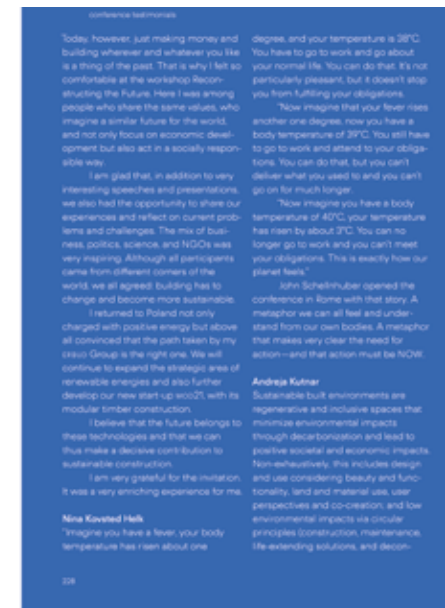 conference testimonials
Today, however, just making money and
building wherever and whatever you like
is a thing of the past. That is why I felt so
comfortable at the workshop Recon-
structing the Future. Here I was among
people who share the same values, who
imagine a similar future for the world,
and not only focus on economic devel-
opment but also act in a socially respon-
sible way.
I am glad that, in addition to very
interesting speeches and presentations,
we also had the opportunity to share our
experiences and reflect on current prob-
lems and challenges. The mix of busi-
ness, politics, science, and NGOs was
very inspiring. Although all participants
came from different corners of the
world, we all agreed: building has to
change and become more sustainable.
I returned to Poland not only
charged with positive energy but above
all convinced that the path taken by my
Group is the right one. We will
continue to expand the strategic areas of
renewable energies and also further
develop our new start-up woo21, with its
modular timber construction.
I believe that the future belongs to
these technologies and that we can
thus make a decisive contribution to
sustainable construction.
I am very grateful for the invitation.
It was a very enriching experience for me.
Nina Kovsted Helk
"Imagine you have a fever, your body
temperature has risen about one
degree, and your temperature is 38°C.
You have to go to work and go about
your normal life. You can do that. It's not
particularly pleasant, but it doesn't stop
you from fulfilling your obligations.
"Now imagine that your fever rises
another one degree, now you have a
body temperature of 39°C. You still have
to go to work and attend to your obliga-
tions. You can do that, but you can't
deliver what you used to and you can't
go on for much longer.
"Now imagine you have a body
temperature of 40°C, your temperature
has risen by about 3°C. You can no
longer go to work and you can't meet
your obligations. This is exactly how our
planet feels."
John Schellnhuber opened the
conference in Rome with that story. A
metaphor we can all feel and under-
stand from our own bodies. A metaphor
that makes very clear the need for
action—and that action must be NOW.
Andreja Kutnar
Sustainable built environments are
regenerative and inclusive spaces that
minimize environmental impacts
through decarbonization and lead to
positive societal and economic impacts.
Non-exhaustively, this includes design
and use considering beauty and func-
tionality, land and material use, user
perspectives and co-creation, and low
environmental impacts via circular
principles (construction, maintenance,
life-extending solutions, and decon-
228